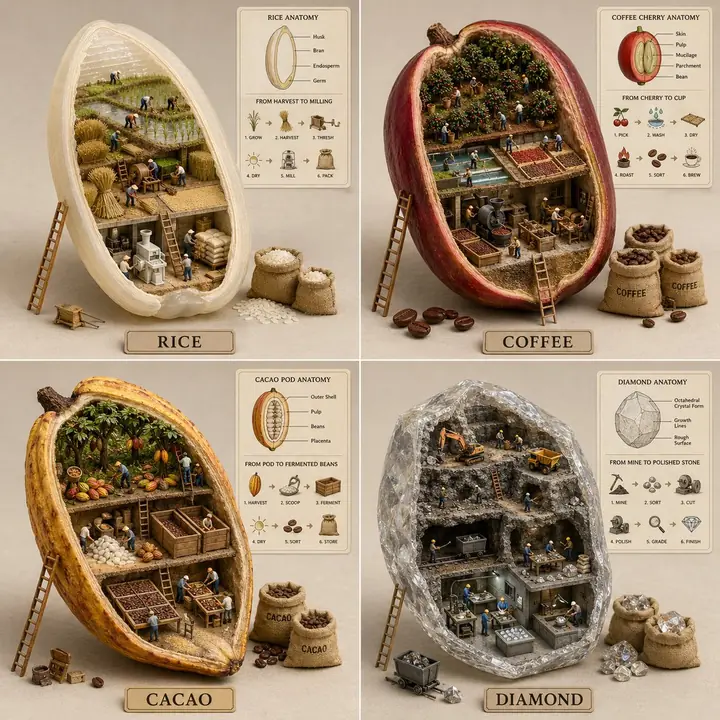 RICE ANATOMY
Husk
Bran
Endosperm
Germ
FROM HARVEST TO MILLING
1. GROW
2. HARVEST
3. THRESH
4. DRY
5. MILL
6. PACK
RICE
COFFEE CHERRY ANATOMY
Skin
Pulp
Mucilage
Parchment
Bean
FROM CHERRY TO CUP
1. PICK
2. WASH
3. DRY
4. ROAST
5. SORT
6. BREW
COFFEE
COFFEE
COFFEE
CACAO POD ANATOMY
Outer Shell
Pulp
Beans
Placenta
FROM POD TO FERMENTED BEANS
1. HARVEST
2. SCOOP
3. FERMENT
4. DRY
5. SORT
6. STORE
CACAO
CACAO
CACAO
DIAMOND ANATOMY
Octahedral
Crystal Form
Growth
Lines
Rough
Surface
FROM MINE TO POLISHED STONE
1. MINE
2. SORT
3. CUT
4. POLISH
5. GRADE
6. FINISH
DIAMOND